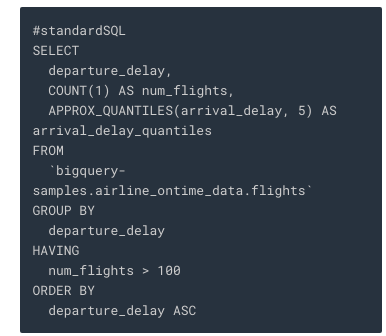 #standardSQL
SELECT
  departure_delay,
  COUNT(1) AS num_flights,
  APPROX_QUANTILES(arrival_delay, 5) AS
arrival_delay_quantiles
FROM
  `bigquery-
samples.airline_ontime_data.flights`
GROUP BY
  departure_delay
HAVING
  num_flights > 100
ORDER BY
  departure_delay ASC